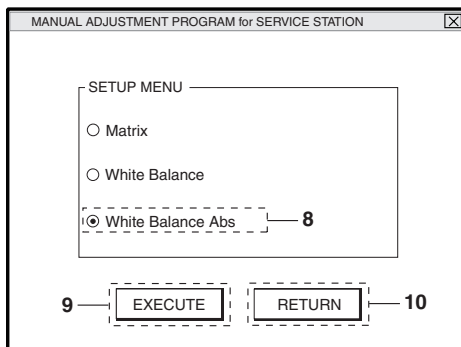 MANUAL ADJUSTMENT PROGRAM for SERVICE STATION
SETUP MENU
Matrix
White Balance
White Balance Abs 8
9 EXECUTE RETURN 10